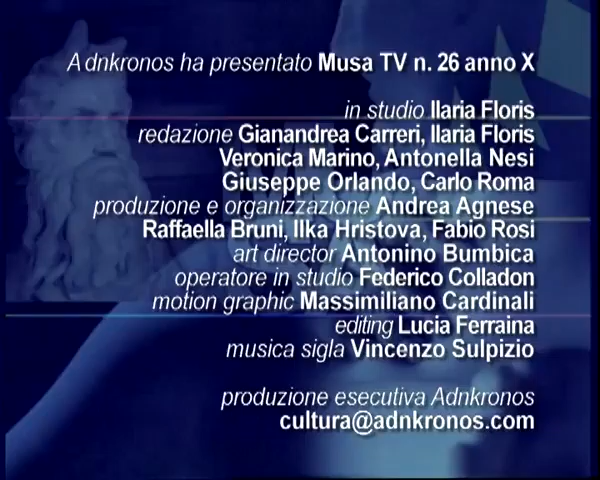 Adnkronos ha presentato Musa TV n. 26 anno X
in studio Ilaria Floris
redazione Gianandrea Carreri, Ilaria Floris
Veronica Marino, Antonella Nesi
Giuseppe Orlando, Carlo Roma
produzione e organizzazione Andrea Agnese
Raffaella Bruni, Ilka Hristova, Fabio Rosi
art director Antonino Bumbica
operatore in studio Federico Colladon
motion graphic Massimiliano Cardinali
editing Lucia Ferraina
musica sigla Vincenzo Sulpizio
produzione esecutiva Adnkronos
cultura@adnkronos.com